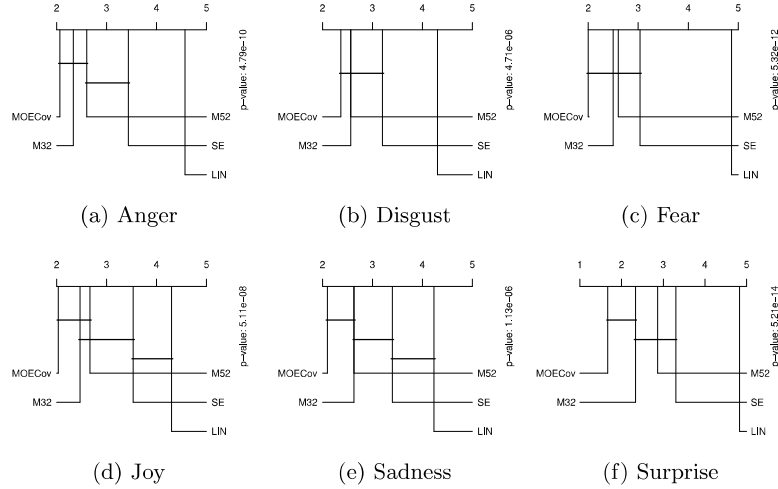 2 3 4 5
MOECov M52
M32 SE
LIN
p−value: 4.79e−10
(a) Anger
2 3 4 5
MOECov M52
M32 SE
LIN
p−value: 4.71e−06
(b) Disgust
2 3 4 5
MOECov M52
M32 SE
LIN
p−value: 5.32e−12
(c) Fear
2 3 4 5
MOECov M52
M32 SE
LIN
p−value: 5.11e−08
(d) Joy
2 3 4 5
MOECov M52
M32 SE
LIN
p−value: 1.13e−06
(e) Sadness
1 2 3 4 5
MOECov M52
M32 SE
LIN
p−value: 5.21e−14
(f) Surprise